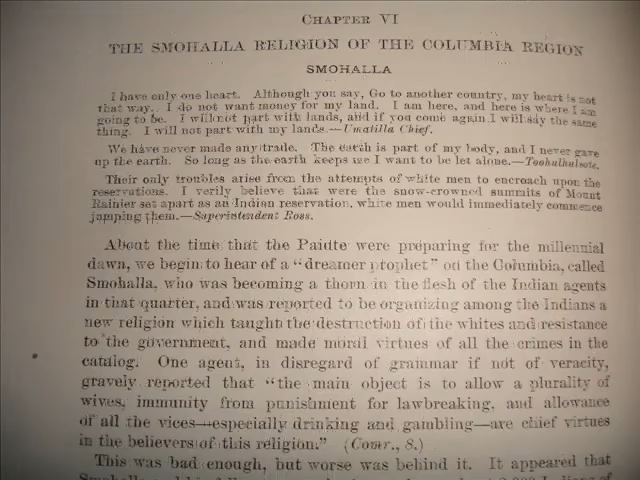 CHAPTER VI
THE SMOHALLA RELIGION OF THE COLUMBIA REGION
SMOHALLA
I have only one heart. Although you say, Go to another country, my heart is not
that way. I do not want money for my land. I am here, and here is where I am
going to be. I will not part with lands, and if you come again I will say the same
thing. I will not part with my lands.—Umatilla Chief.
We have never made any trade. The earth is part of my body, and I never gave
up the earth. So long as the earth keeps me I want to be let alone.—Toohulhulsote.
Their only troubles arise from the attempts of white men to encroach upon the
reservations. I verily believe that were the snow-crowned summits of Mount
Rainier set apart as an Indian reservation, white men would immediately commence
jumping them.—Superintendent Ross.
About the time that the Paiute were preparing for the millennial
dawn, we begin to hear of a "dreamer prophet" on the Columbia, called
Smohalla, who was becoming a thorn in the flesh of the Indian agents
in that quarter, and was reported to be organizing among the Indians a
new religion which taught the destruction of the whites and resistance
to the government, and made moral virtues of all the crimes in the
catalog. One agent, in disregard of grammar if not of veracity,
gravely reported that "the main object is to allow a plurality of
wives, immunity from punishment for lawbreaking, and allowance
of all the vices—especially drinking and gambling—are chief virtues
in the believers of this religion." (Comr., 8.)
This was bad enough, but worse was behind it. It appeared that